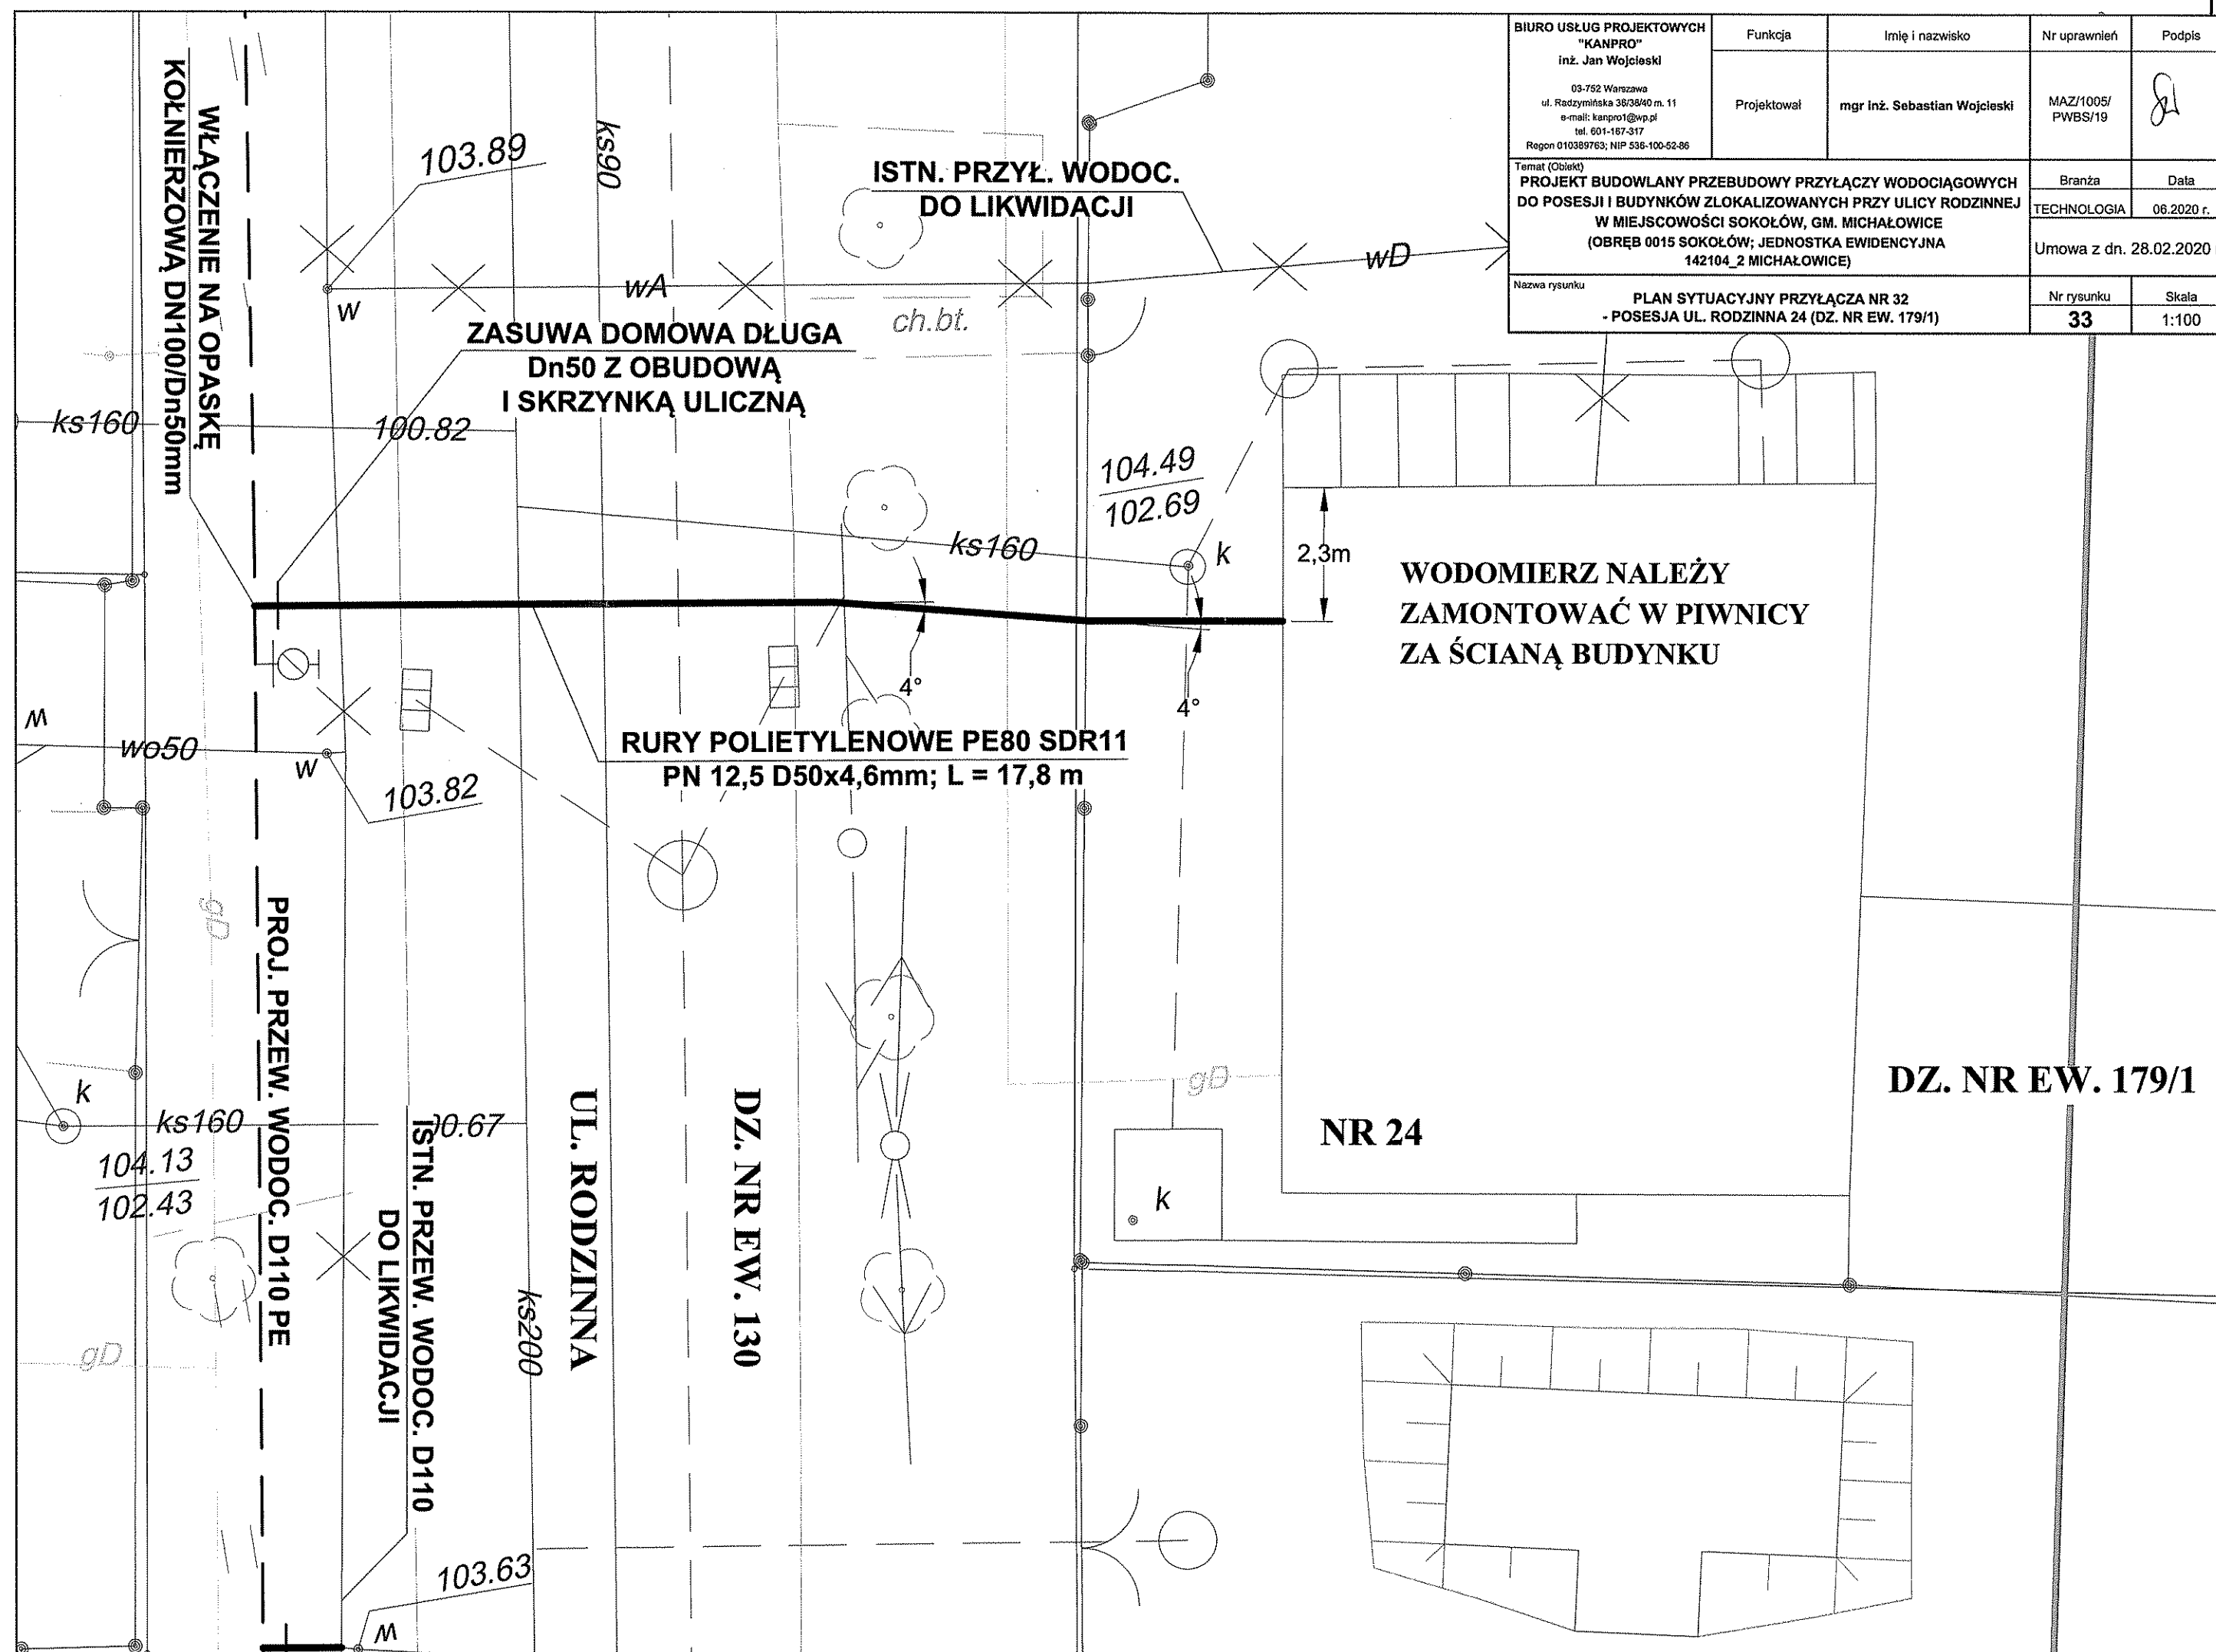 BIURO USŁUG PROJEKTOWYCH
"KANPRO"
inż. Jan Wojcieski
03-752 Warszawa
ul. Radzymińska 36/38/40 m. 11
e-mail: kanpro1@wp.pl
tel. 601-167-317
Regon 010389763; NIP 536-100-52-86
Funkcja
Imię i nazwisko
Nr uprawnień
Podpis
Projektował
mgr inż. Sebastian Wojcieski
MAZ/1005/
PWBS/19
Temat (Obiekt)
PROJEKT BUDOWLANY PRZEBUDOWY PRZYŁĄCZY WODOCIĄGOWYCH
DO POSESJI I BUDYNKÓW ZLOKALIZOWANYCH PRZY ULICY RODZINNEJ
W MIEJSCOWOŚCI SOKOŁÓW, GM. MICHAŁOWICE
(OBRĘB 0015 SOKOŁÓW; JEDNOSTKA EWIDENCYJNA
142104_2 MICHAŁOWICE)
Branża
Data
TECHNOLOGIA
06.2020 r.
Umowa z dn. 28.02.2020
Nazwa rysunku
PLAN SYTUACYJNY PRZYŁĄCZA NR 32
- POSESJA UL. RODZINNA 24 (DZ. NR EW. 179/1)
Nr rysunku
Skala
33
1:100
WŁĄCZENIE NA OPASKĘ
KOŁNIERZOWĄ DN100/Dn50mm
103.89
ks90
ISTN. PRZYŁ. WODOC.
DO LIKWIDACJI
wA
wD
w
ch.bt.
ZASUWA DOMOWA DŁUGA
Dn50 Z OBUDOWĄ
I SKRZYNKĄ ULICZNĄ
ks160
100.82
104.49
102.69
ks160
k
2,3m
WODOMIERZ NALEŻY
ZAMONTOWAĆ W PIWNICY
ZA ŚCIANĄ BUDYNKU
4°
4°
w
wo50
w
103.82
RURY POLIETYLENOWE PE80 SDR11
PN 12,5 D50x4,6mm; L = 17,8 m
gD
PROJ. PRZEW. WODOC. D110 PE
k
ks160
0.67
104.13
102.43
ISTN. PRZEW. WODOC. D110
DO LIKWIDACJI
ks200
UL. RODZINNA
DZ. NR EW. 130
gD
gD
k
NR 24
DZ. NR EW. 179/1
103.63
w